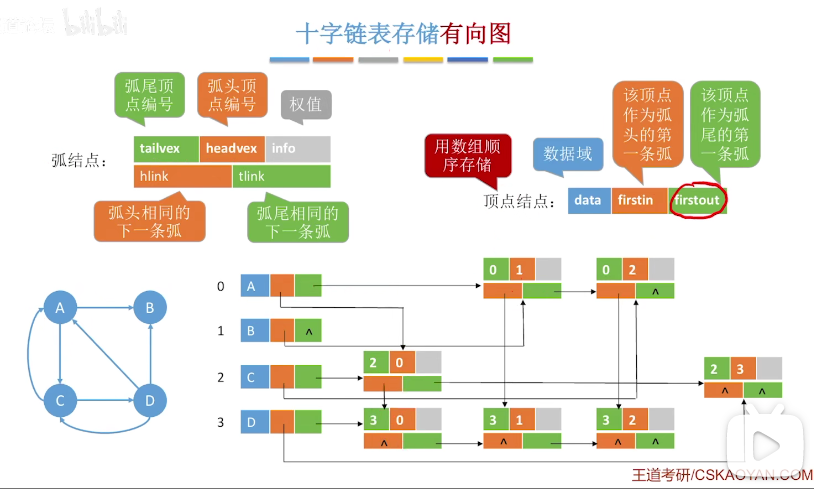 bilibili
十字链表存储有向图
弧尾顶
点编号
弧头顶
点编号
权值
弧结点：
tailvex headvex info
hlink tlink
弧头相同的
下一条弧
弧尾相同的
下一条弧
用数组顺
序存储
数据域
该顶点
作为弧
头的第
一条弧
该顶点
作为弧
尾的第
一条弧
顶点结点：
data firstin firstout
A B
C D
0 A 0 1 0 2
^
1 B ^
2 C 2 0 2 3
^ ^
3 D 3 0 3 1 3 2
^ ^ ^ ^
王道考研/CSKAOYAN.COM